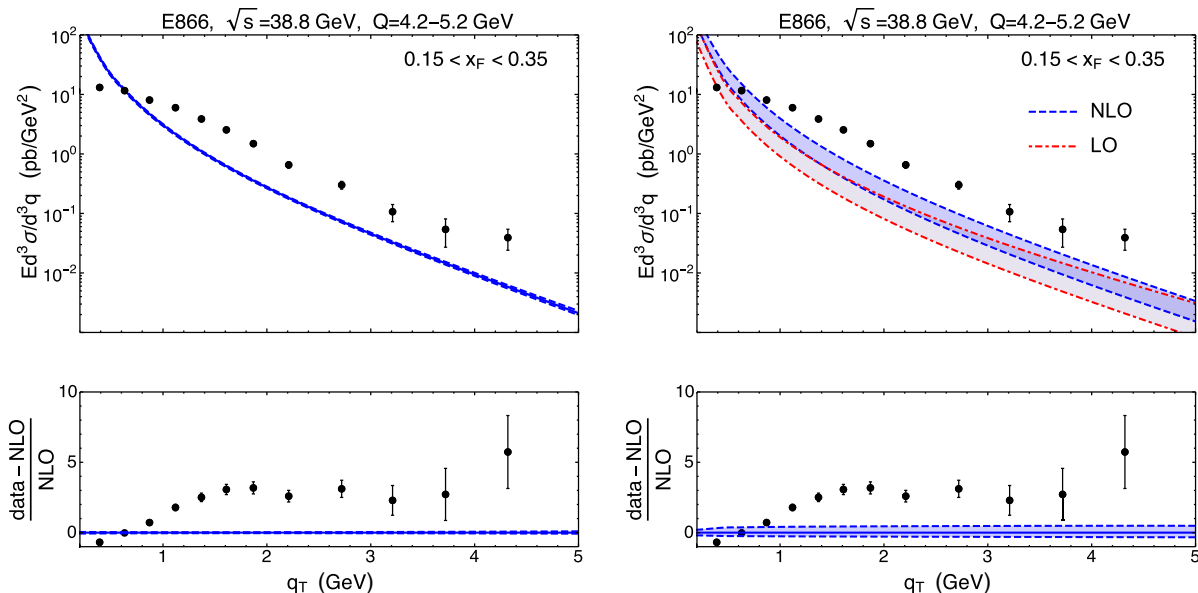 E866, √s =38.8 GeV, Q=4.2–5.2 GeV
0.15 < x_F < 0.35
Ed³ σ/d³q (pb/GeV²)
10²
10¹
10⁰
10⁻¹
10⁻²
data – NLO
NLO
10
5
0
0 1 2 3 4 5
q_T (GeV)
E866, √s =38.8 GeV, Q=4.2–5.2 GeV
0.15 < x_F < 0.35
NLO
LO
Ed³ σ/d³q (pb/GeV²)
10²
10¹
10⁰
10⁻¹
10⁻²
data – NLO
NLO
10
5
0
1 2 3 4 5
q_T (GeV)